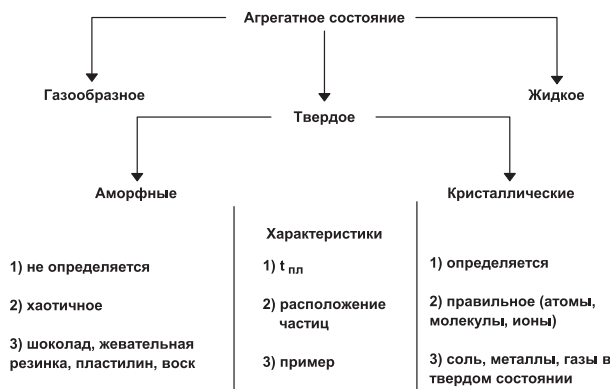 Агрегатное состояние
Газообразное
Жидкое
Твердое
Аморфные
Кристаллические
1) не определяется
2) хаотичное
3) шоколад, жевательная
резинка, пластилин, воск
Характеристики
1) t пл
2) расположение
частиц
3) пример
1) определяется
2) правильное (атомы,
молекулы, ионы)
3) соль, металлы, газы в
твердом состоянии